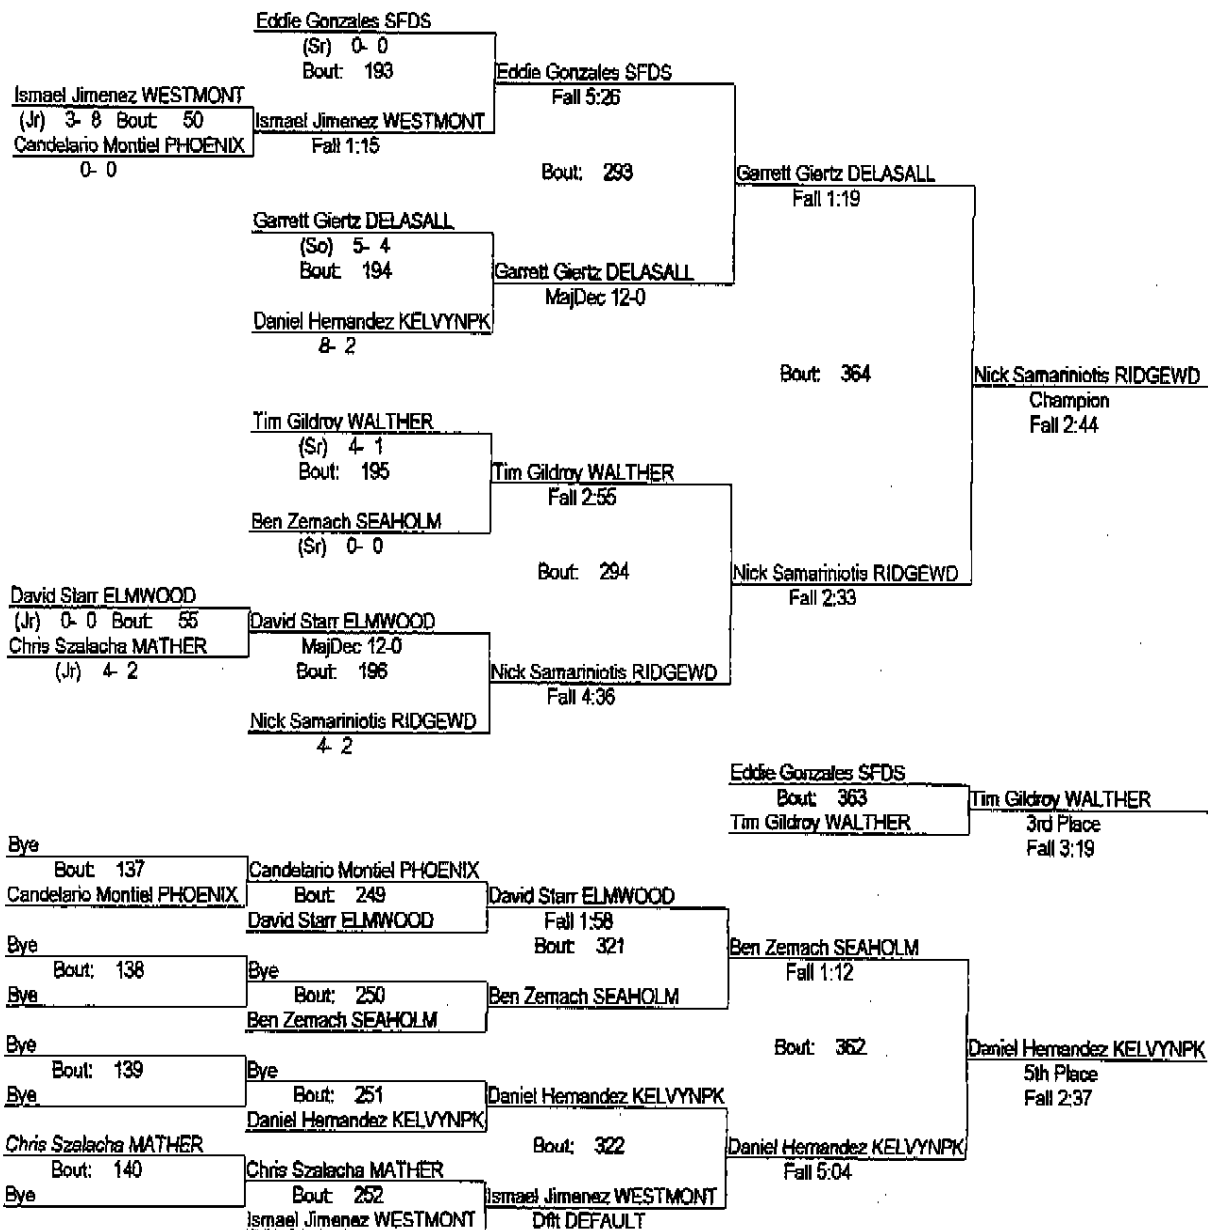 Eddie Gonzales SFDS
(Sr) 0- 0
Bout: 193
Eddie Gonzales SFDS
Fall 5:26
Ismael Jimenez WESTMONT
(Jr) 3- 8 Bout: 50
Ismael Jimenez WESTMONT
Fall 1:15
Candelario Montiel PHOENIX
0- 0
Bout: 293
Garrett Giertz DELASALL
Fall 1:19
Garrett Giertz DELASALL
(So) 5- 4
Bout: 194
Garrett Giertz DELASALL
MajDec 12-0
Daniel Hernandez KELVYNPK
8- 2
Bout: 364
Nick Samariniotis RIDGEWD
Champion
Fall 2:44
Tim Gildroy WALTHER
(Sr) 4- 1
Bout: 195
Tim Gildroy WALTHER
Fall 2:55
Ben Zemach SEAHOLM
(Sr) 0- 0
Bout: 294
Nick Samariniotis RIDGEWD
Fall 2:33
David Starr ELMWOOD
(Jr) 0- 0 Bout: 55
David Starr ELMWOOD
Chris Szalacha MATHER
(Jr) 4- 2
MajDec 12-0
Bout: 196
Nick Samariniotis RIDGEWD
Fall 4:36
Nick Samariniotis RIDGEWD
4- 2
Eddie Gonzales SFDS
Bout: 363
Tim Gildroy WALTHER
Tim Gildroy WALTHER
3rd Place
Fall 3:19
Bye
Bout: 137
Candelario Montiel PHOENIX
Candelario Montiel PHOENIX
Bout: 249
David Starr ELMWOOD
David Starr ELMWOOD
Fall 1:58
Bout: 321
Ben Zemach SEAHOLM
Fall 1:12
Bye
Bout: 138
Bye
Bye
Bout: 250
Ben Zemach SEAHOLM
Ben Zemach SEAHOLM
Bout: 362
Daniel Hernandez KELVYNPK
5th Place
Fall 2:37
Bye
Bout: 139
Bye
Bye
Bout: 251
Daniel Hernandez KELVYNPK
Daniel Hernandez KELVYNPK
Bout: 322
Daniel Hernandez KELVYNPK
Fall 5:04
Chris Szalacha MATHER
Bout: 140
Bye
Chris Szalacha MATHER
Bout: 252
Ismael Jimenez WESTMONT
Ismael Jimenez WESTMONT
Dflt DEFAULT